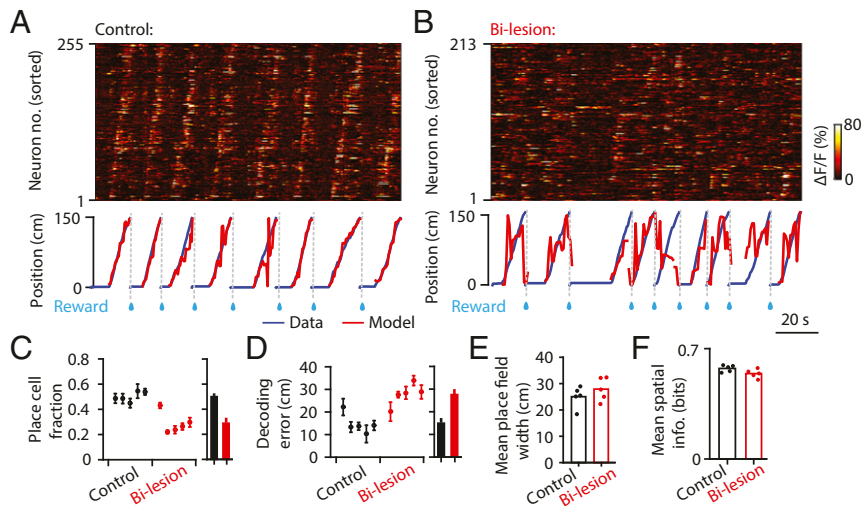 A
Control:
255
Neuron no. (sorted)
1
150
Position (cm)
0
Reward
Data
Model
B
Bi-lesion:
213
Neuron no. (sorted)
1
80
ΔF/F (%)
0
150
Position (cm)
0
Reward
20 s
C
0.8
0.6
0.4
0.2
0
Place cell
fraction
Control
Bi-lesion
D
40
30
20
10
0
Decoding
error (cm)
Control
Bi-lesion
E
40
30
20
10
0
Mean place field
width (cm)
Control
Bi-lesion
F
0.7
0
Mean spatial
info. (bits)
Control
Bi-lesion